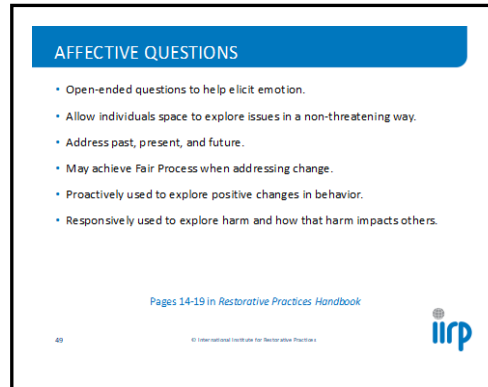 AFFECTIVE QUESTIONS
• Open-ended questions to help elicit emotion.
• Allow individuals space to explore issues in a non-threatening way.
• Address past, present, and future.
• May achieve Fair Process when addressing change.
• Proactively used to explore positive changes in behavior.
• Responsively used to explore harm and how that harm impacts others.
Pages 14-19 in Restorative Practices Handbook
49
© International Institute for Restorative Practices
iirp